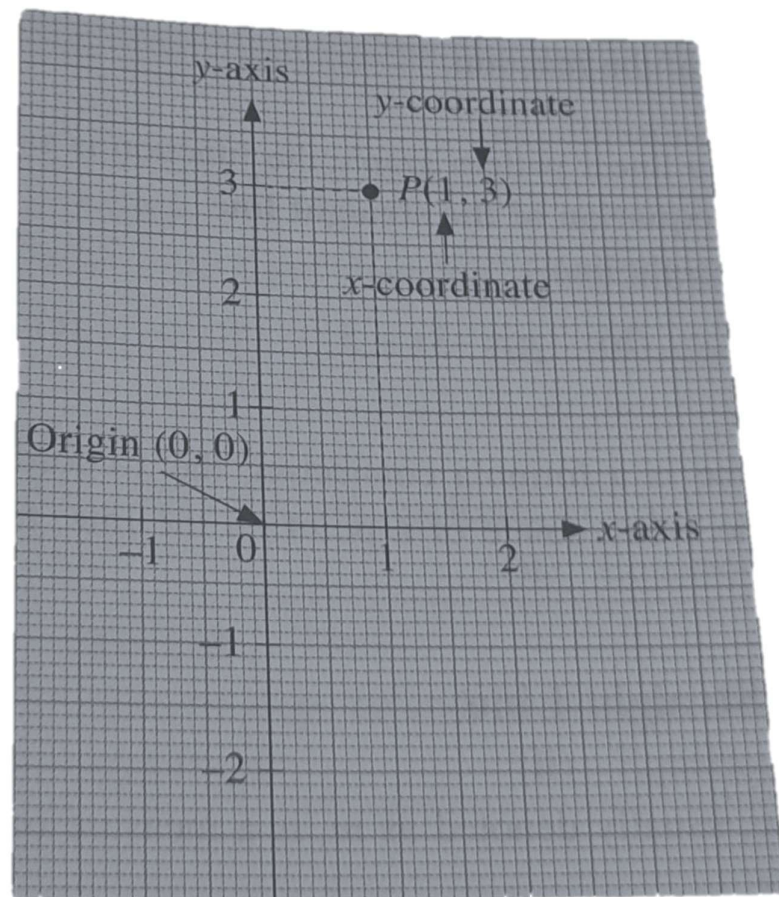 y-axis
y-coordinate
3
P(1, 3)
x-coordinate
2
1
Origin (0, 0)
x-axis
–1
0
1
2
–1
–2